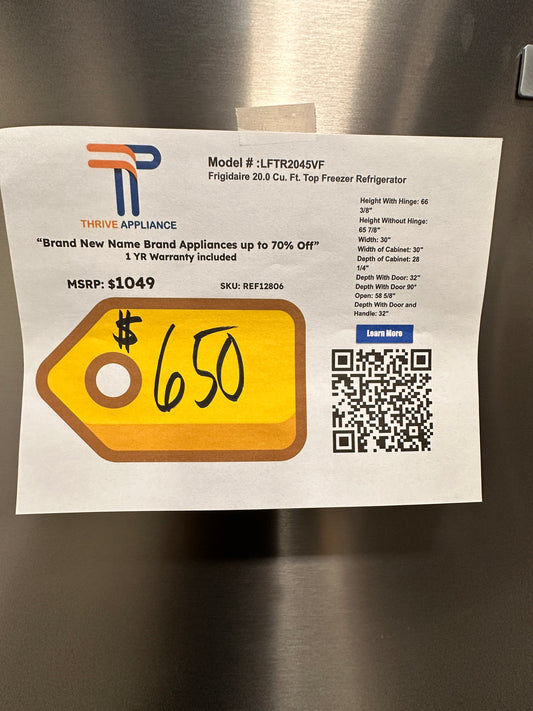 Model # :LFTR2045VF
Frigidaire 20.0 Cu. Ft. Top Freezer Refrigerator
THRIVE APPLIANCE
“Brand New Name Brand Appliances up to 70% Off”
1 YR Warranty included
MSRP: $1049
SKU: REF12806
$650
Height With Hinge: 66
3/8"
Height Without Hinge:
65 7/8"
Width: 30"
Width of Cabinet: 30"
Depth of Cabinet: 28
1/4"
Depth With Door: 32"
Depth With Door 90°
Open: 58 5/8"
Depth With Door and
Handle: 32"
Learn More